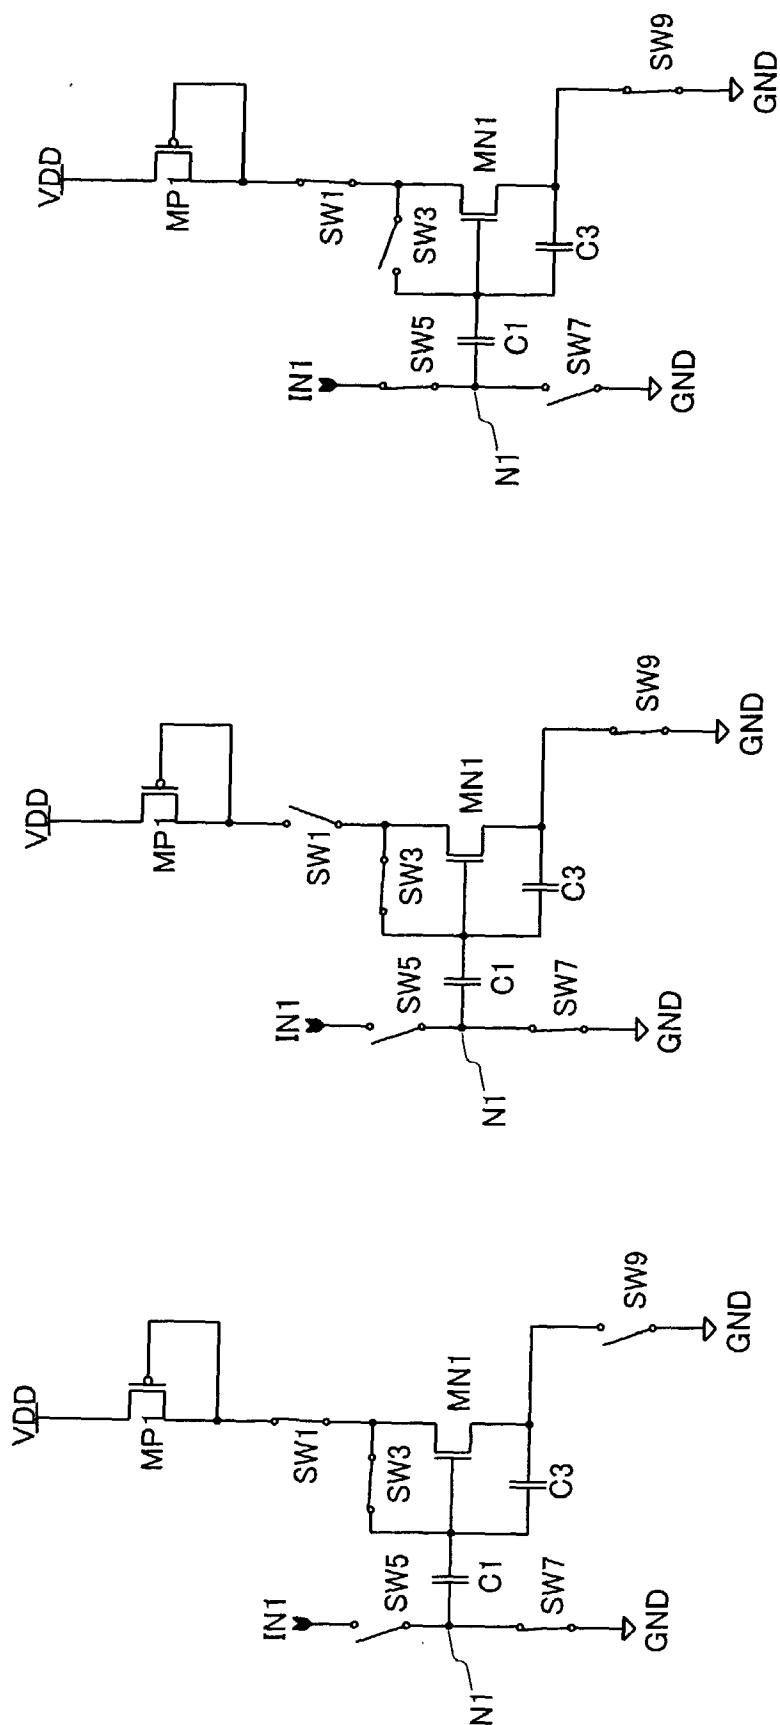 VDD
MP1
SW1
SW3
MN1
IN1
SW5
C1
C3
N1
SW7
SW9
GND
GND
VDD
MP1
SW1
SW3
MN1
IN1
SW5
C1
C3
N1
SW7
SW9
GND
GND
VDD
MP1
SW1
SW3
MN1
IN1
SW5
C1
C3
N1
SW7
SW9
GND
GND